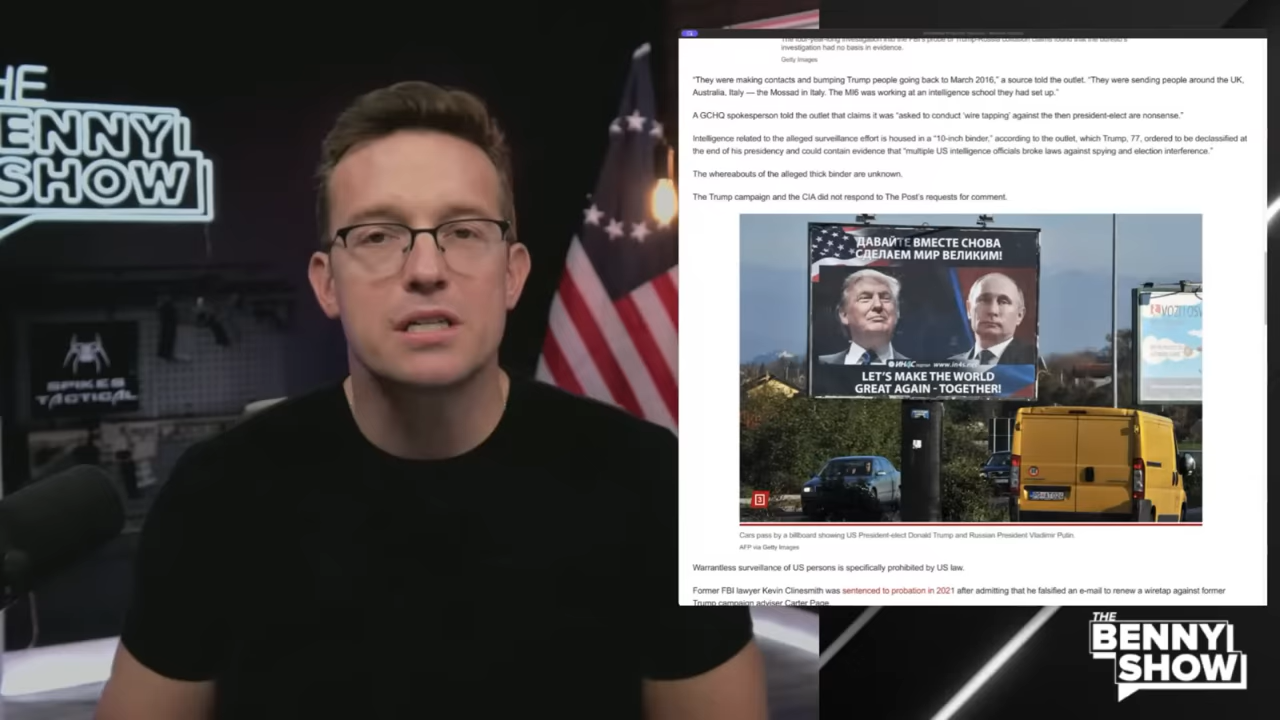 THE
BENNY
SHOW
SPIKES
TACTICAL
investigation had no basis in evidence.
Getty Images
"They were making contacts and bumping Trump people going back to March 2016," a source told the outlet. "They were sending people around the UK,
Australia, Italy — the Mossad in Italy. The MI6 was working at an intelligence school they had set up."
A GCHQ spokesperson told the outlet that claims it was "asked to conduct 'wire tapping' against the then president-elect are nonsense."
Intelligence related to the alleged surveillance effort is housed in a "10-inch binder," according to the outlet, which Trump, 77, ordered to be declassified at
the end of his presidency and could contain evidence that "multiple US intelligence officials broke laws against spying and election interference."
The whereabouts of the alleged thick binder are unknown.
The Trump campaign and the CIA did not respond to The Post's requests for comment.
ДАВАЙТЕ ВМЕСТЕ СНОВА
СДЕЛАЕМ МИР ВЕЛИКИМ!
www.in4s.net
LET'S MAKE THE WORLD
GREAT AGAIN - TOGETHER!
3
Cars pass by a billboard showing US President-elect Donald Trump and Russian President Vladimir Putin.
AFP via Getty Images
Warrantless surveillance of US persons is specifically prohibited by US law.
Former FBI lawyer Kevin Clinesmith was sentenced to probation in 2021 after admitting that he falsified an e-mail to renew a wiretap against former
Trump campaign adviser Carter Page.
THE
BENNY
SHOW